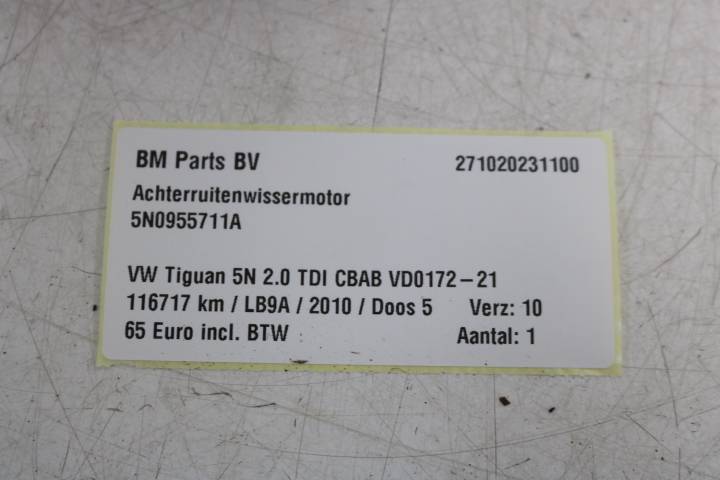 BM Parts BV 271020231100
Achterruitenwissermotor
5N0955711A
VW Tiguan 5N 2.0 TDI CBAB VD0172-21
116717 km / LB9A / 2010 / Doos 5 Verz: 10
65 Euro incl. BTW Aantal: 1